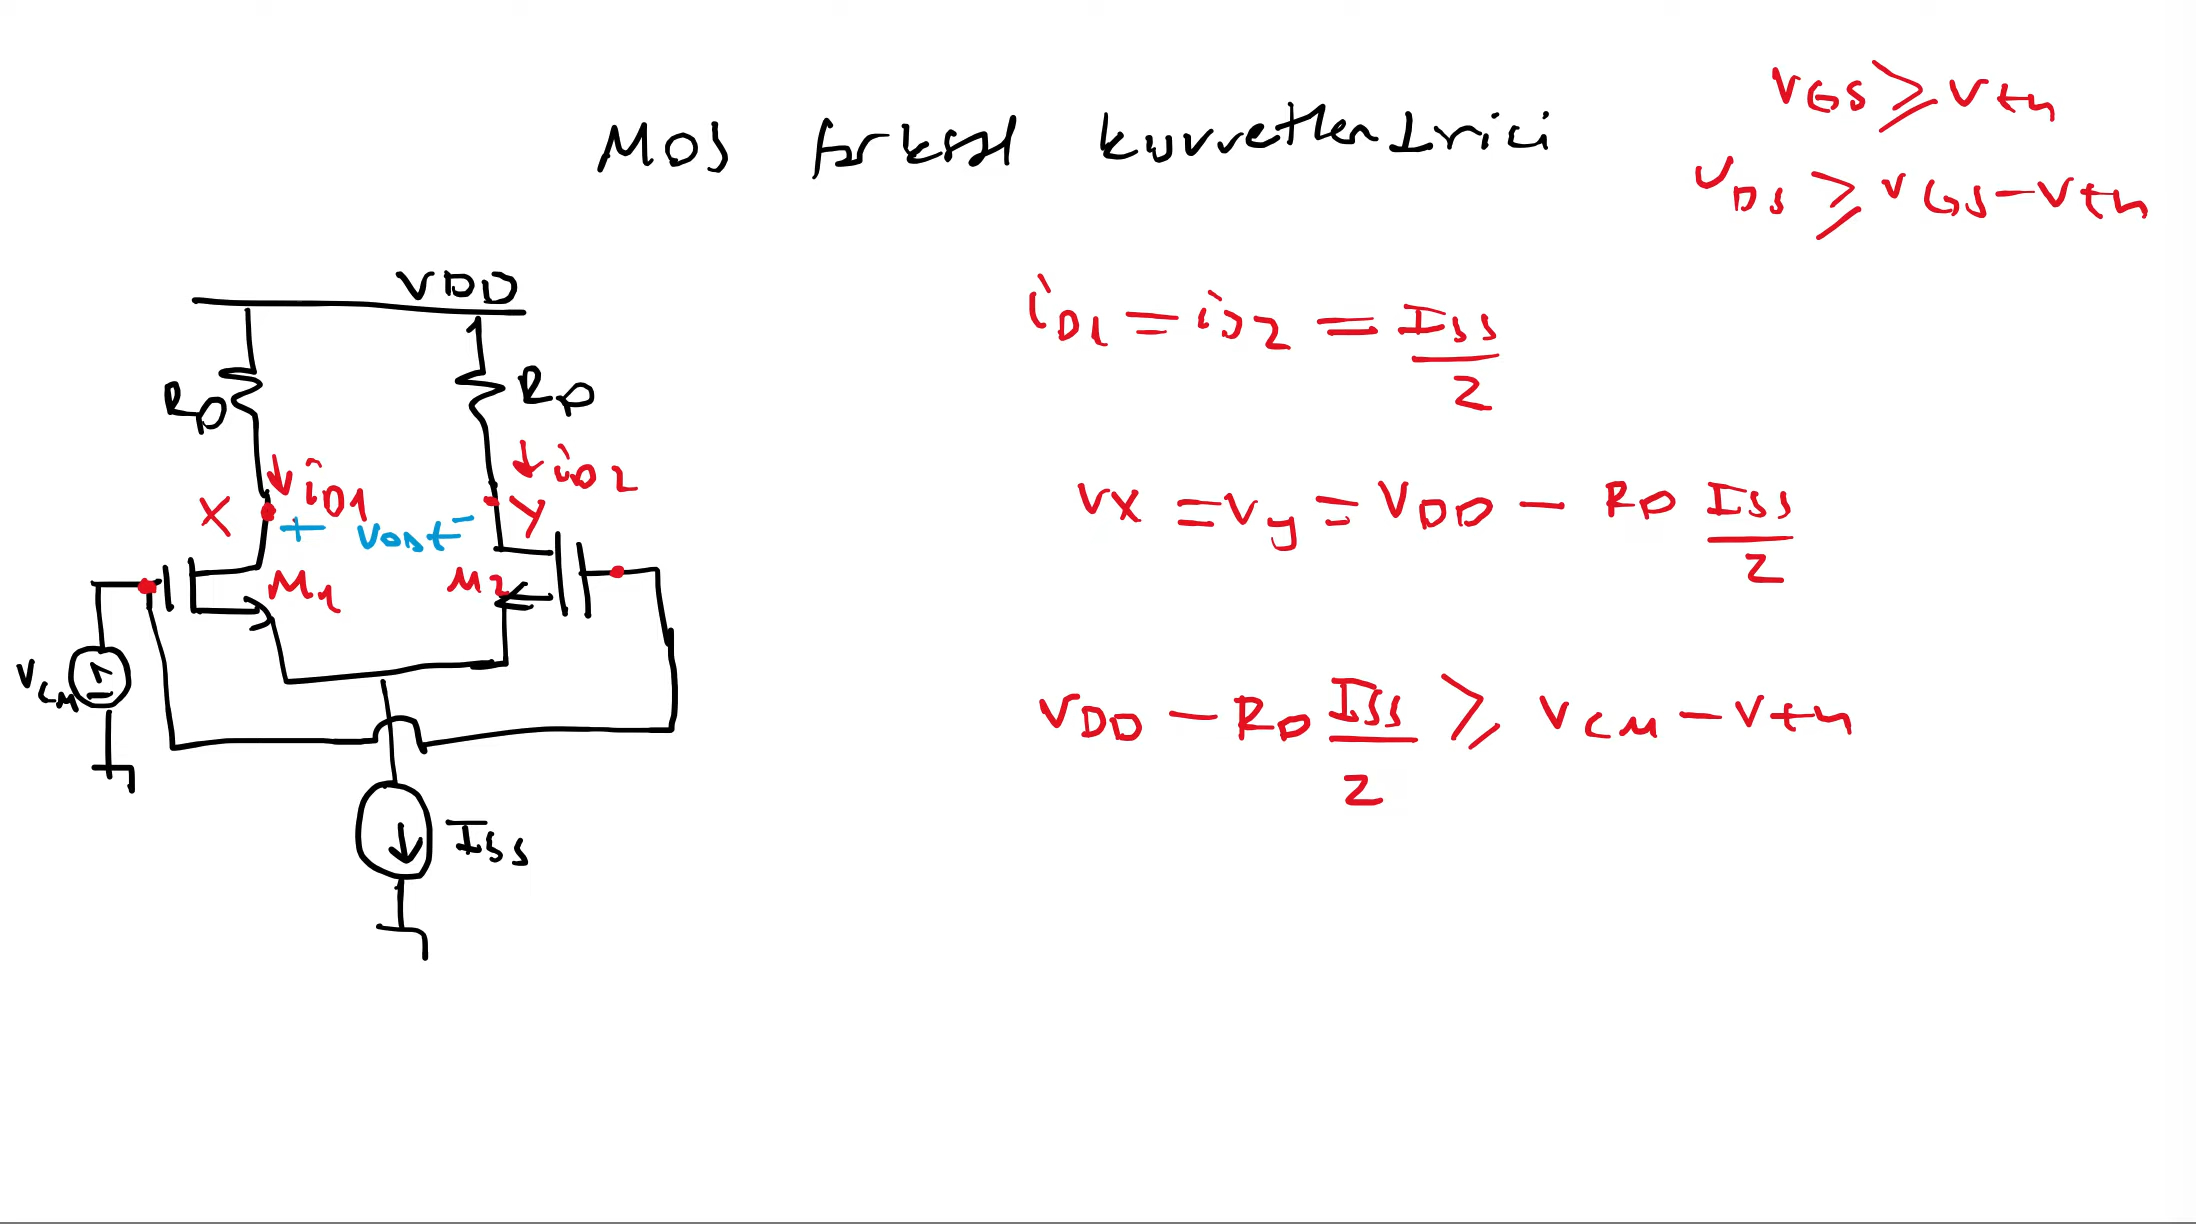 MOS farksal kuvvetlendirici
VGS ≥ Vth
VDS ≥ VGS - Vth
VDD
RD
RD
iD1
iD2
X
Y
+ Vout -
M1
M2
VCM
ISS
iD1 = iD2 = ISS / 2
VX = Vy = VDD - RD ISS / 2
VDD - RD ISS / 2 ≥ VCM - Vth